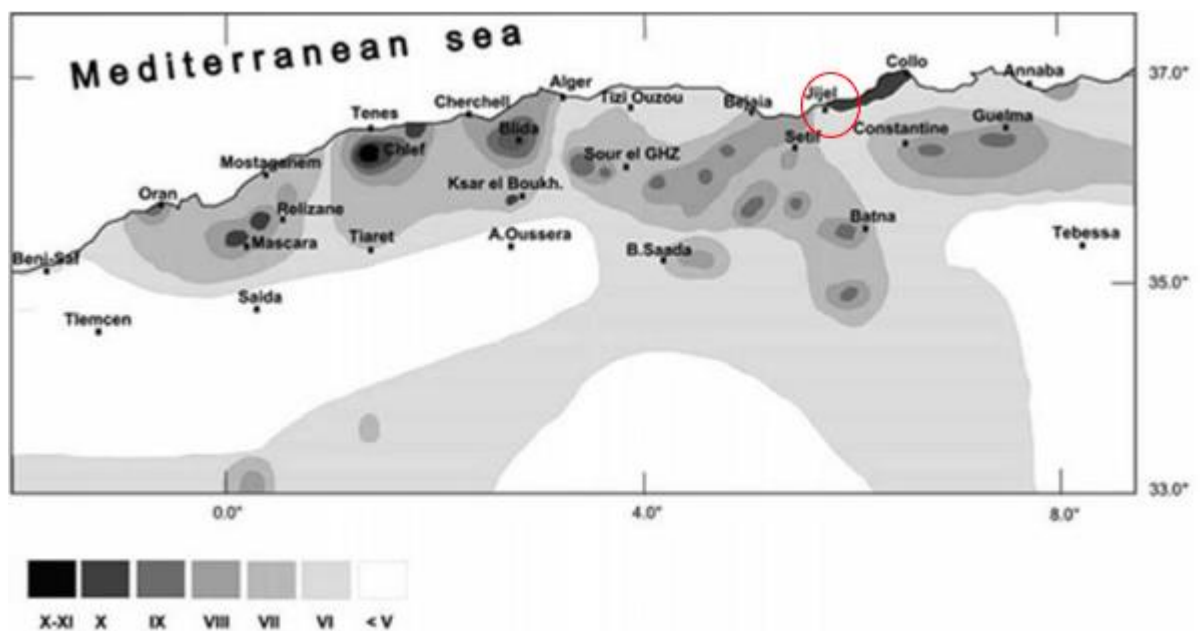 Mediterranean sea
Collo
37.0°
Annaba
Alger
Jijel
Cherchell
Tizi Ouzou
Bejaia
Tenes
Guelma
Blida
Constantine
Setif
Chlef
Sour el GHZ
Mostaganem
Ksar el Boukh.
Oran
Relizane
Batna
Mascara
Tiaret
A.Oussera
Tebessa
B.Saada
Beni-Saf
35.0°
Saida
Tlemcen
33.0°
0.0° 4.0° 8.0°
X-XI X IX VIII VII VI < V